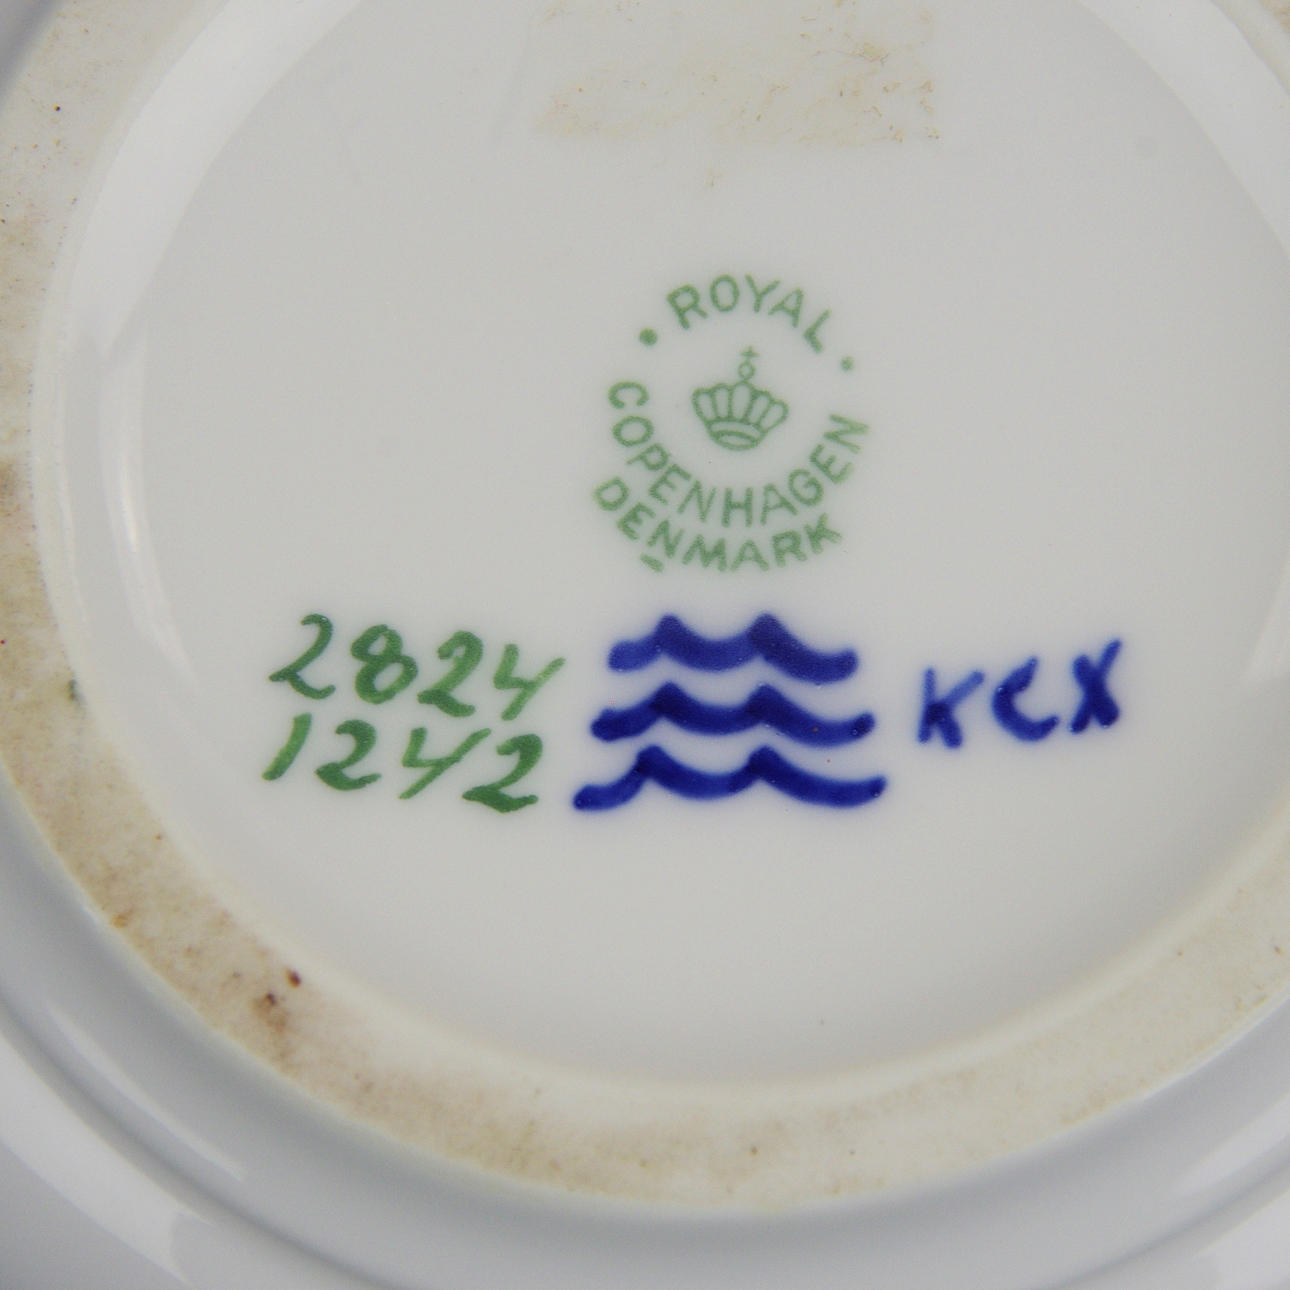 ROYAL
COPENHAGEN
DENMARK
2824
1242
KCX